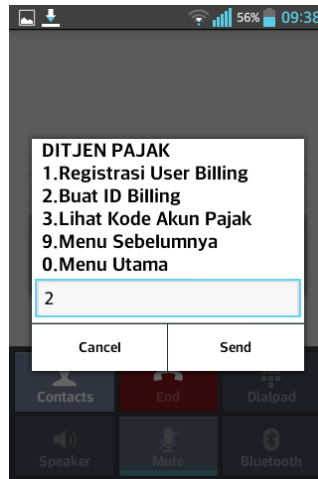 56% 09:38
DITJEN PAJAK
1.Registrasi User Billing
2.Buat ID Billing
3.Lihat Kode Akun Pajak
9.Menu Sebelumnya
0.Menu Utama
2
Cancel Send
Contacts End Dialpad
Speaker Mute Bluetooth